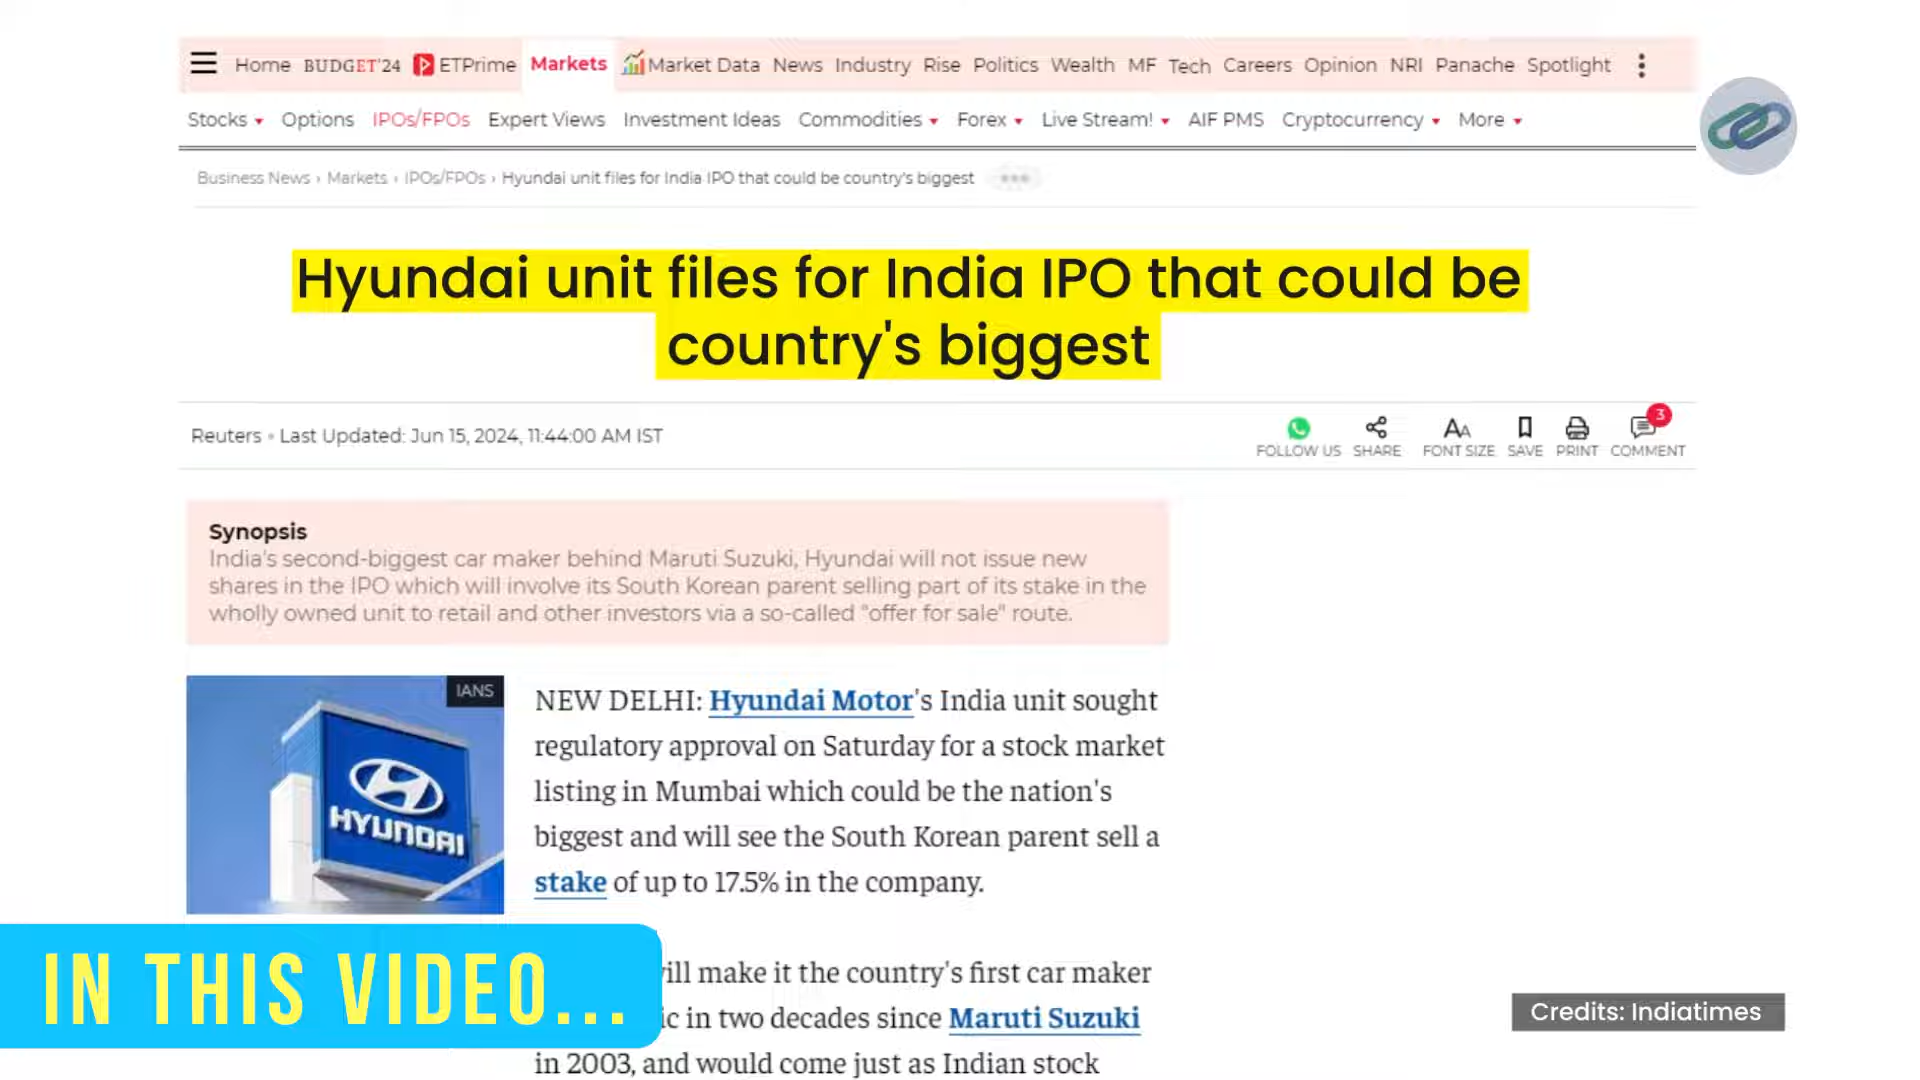 Home BUDGET'24 ETPrime Markets Market Data News Industry Rise Politics Wealth MF Tech Careers Opinion NRI Panache Spotlight
Stocks Options IPOs/FPOs Expert Views Investment Ideas Commodities Forex Live Stream! AIF PMS Cryptocurrency More
Business News › Markets › IPOs/FPOs › Hyundai unit files for India IPO that could be country's biggest
Hyundai unit files for India IPO that could be
country's biggest
Reuters • Last Updated: Jun 15, 2024, 11:44:00 AM IST
3
FOLLOW US SHARE FONT SIZE SAVE PRINT COMMENT
Synopsis
India's second-biggest car maker behind Maruti Suzuki, Hyundai will not issue new
shares in the IPO which will involve its South Korean parent selling part of its stake in the
wholly owned unit to retail and other investors via a so-called "offer for sale" route.
IANS
HYUNDAI
NEW DELHI: Hyundai Motor's India unit sought
regulatory approval on Saturday for a stock market
listing in Mumbai which could be the nation's
biggest and will see the South Korean parent sell a
stake of up to 17.5% in the company.
make it the country's first car maker
in two decades since Maruti Suzuki
in 2003, and would come just as Indian stock
IN THIS VIDEO...
Credits: Indiatimes